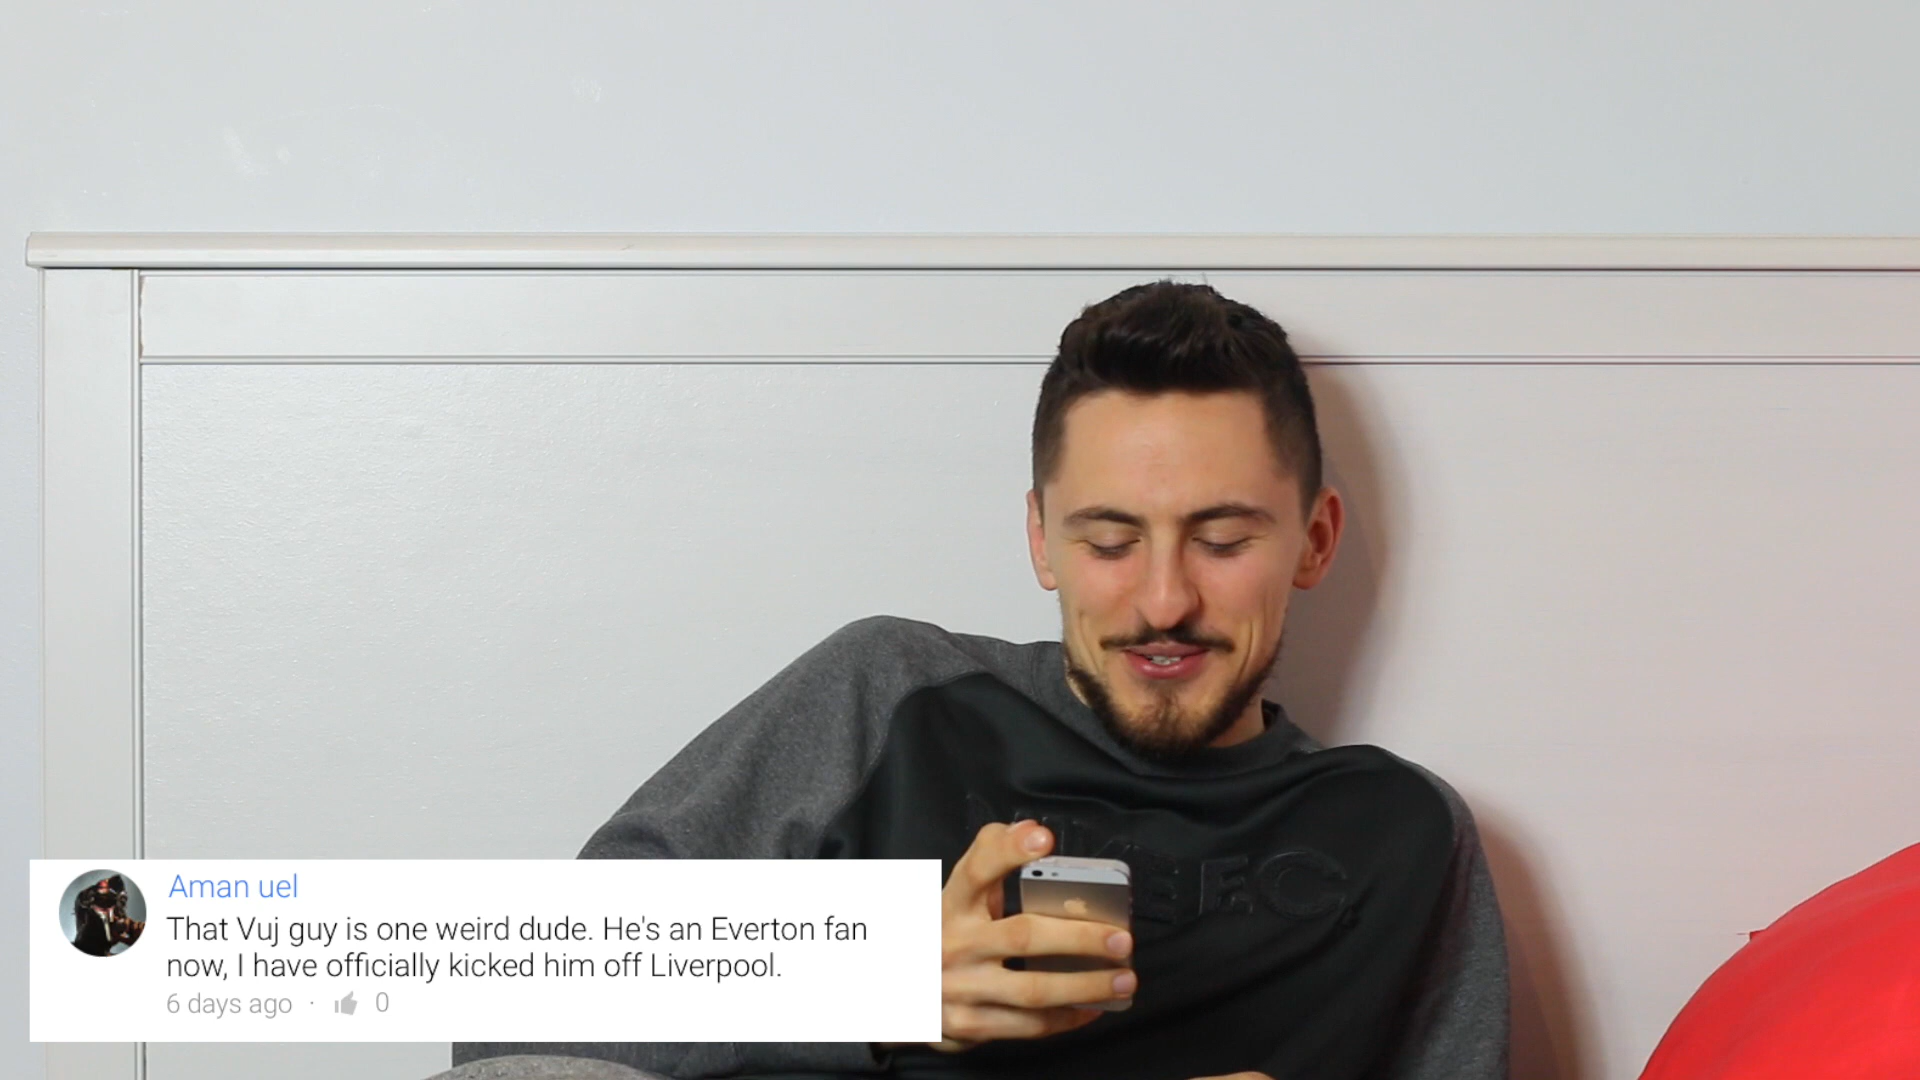 Aman uel
That Vuj guy is one weird dude. He's an Everton fan
now, I have officially kicked him off Liverpool.
6 days ago · 0